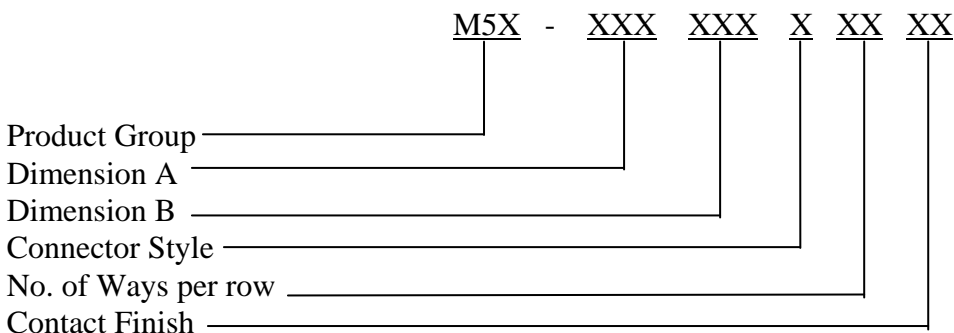 M5X - XXX XXX X XX XX
Product Group
Dimension A
Dimension B
Connector Style
No. of Ways per row
Contact Finish